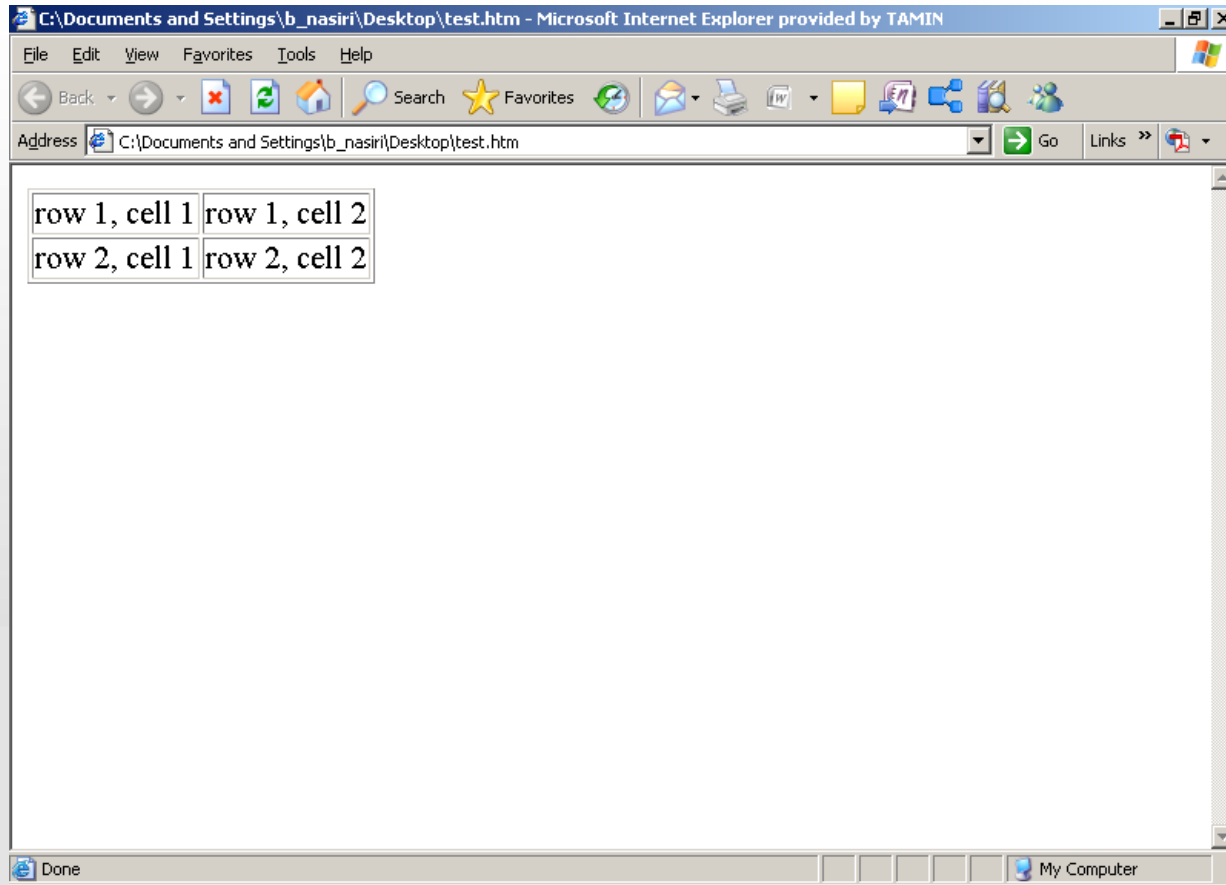 C:\Documents and Settings\b_nasiri\Desktop\test.htm - Microsoft Internet Explorer provided by TAMIN
File Edit View Favorites Tools Help
Back Search Favorites
Address C:\Documents and Settings\b_nasiri\Desktop\test.htm Go Links »
row 1, cell 1 row 1, cell 2
row 2, cell 1 row 2, cell 2
Done My Computer